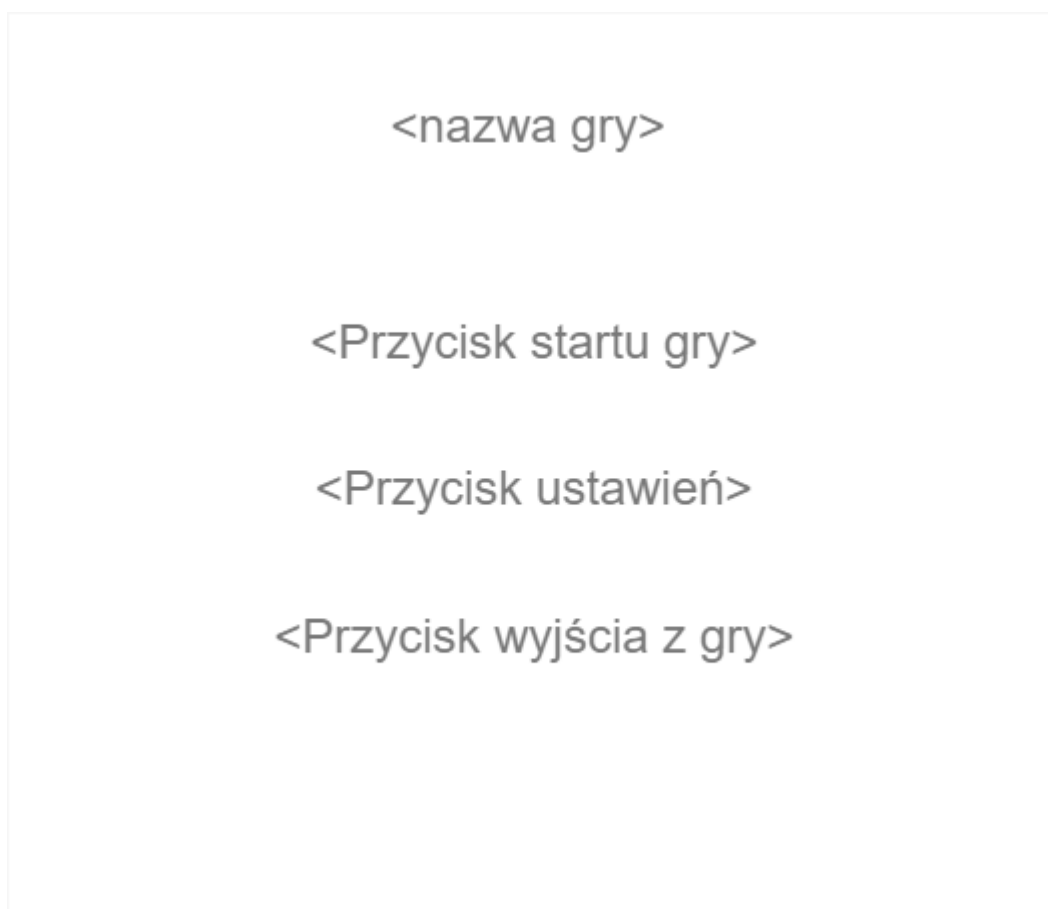 <nazwa gry>
<Przycisk startu gry>
<Przycisk ustawień>
<Przycisk wyjścia z gry>